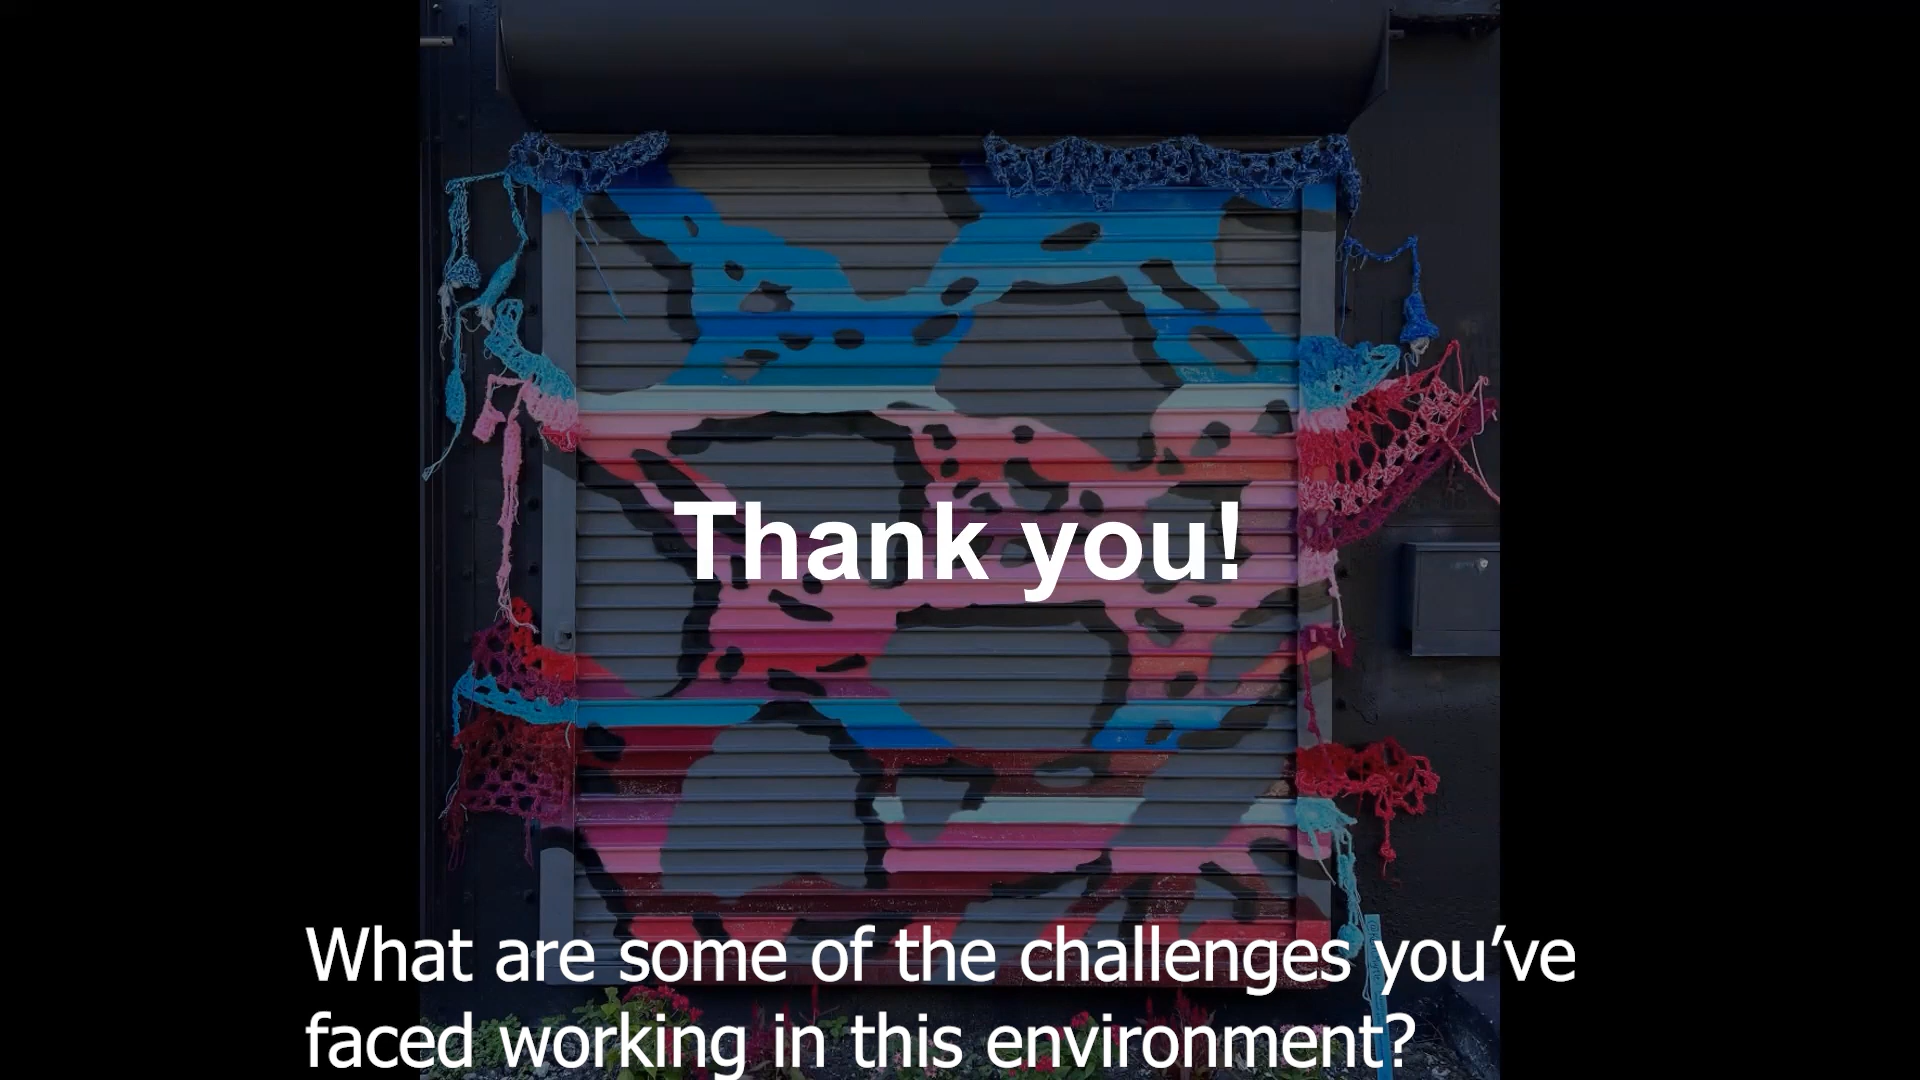 Thank you!
What are some of the challenges you’ve
faced working in this environment?